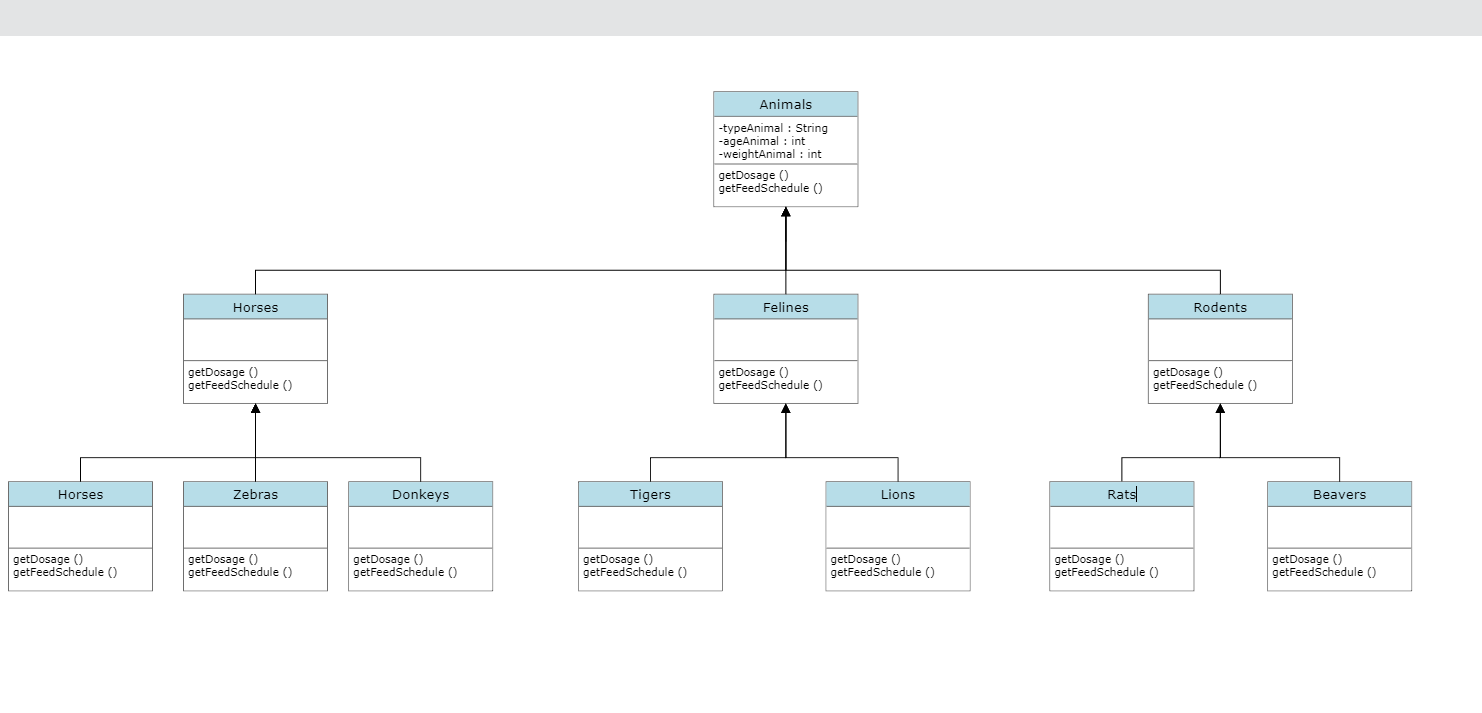 Animals
-typeAnimal : String
-ageAnimal : int
-weightAnimal : int
getDosage ()
getFeedSchedule ()
Horses
getDosage ()
getFeedSchedule ()
Felines
getDosage ()
getFeedSchedule ()
Rodents
getDosage ()
getFeedSchedule ()
Horses
getDosage ()
getFeedSchedule ()
Zebras
getDosage ()
getFeedSchedule ()
Donkeys
getDosage ()
getFeedSchedule ()
Tigers
getDosage ()
getFeedSchedule ()
Lions
getDosage ()
getFeedSchedule ()
Rats
getDosage ()
getFeedSchedule ()
Beavers
getDosage ()
getFeedSchedule ()